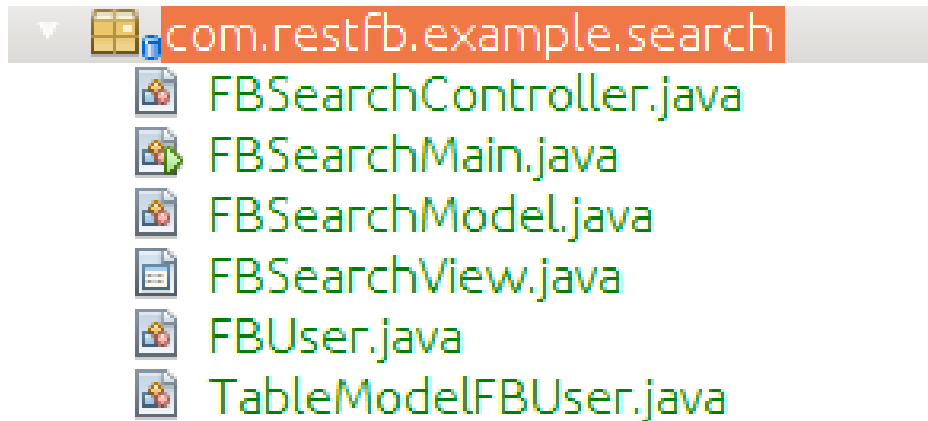 com.restfb.example.search
FBSearchController.java
FBSearchMain.java
FBSearchModel.java
FBSearchView.java
FBUser.java
TableModelFBUser.java